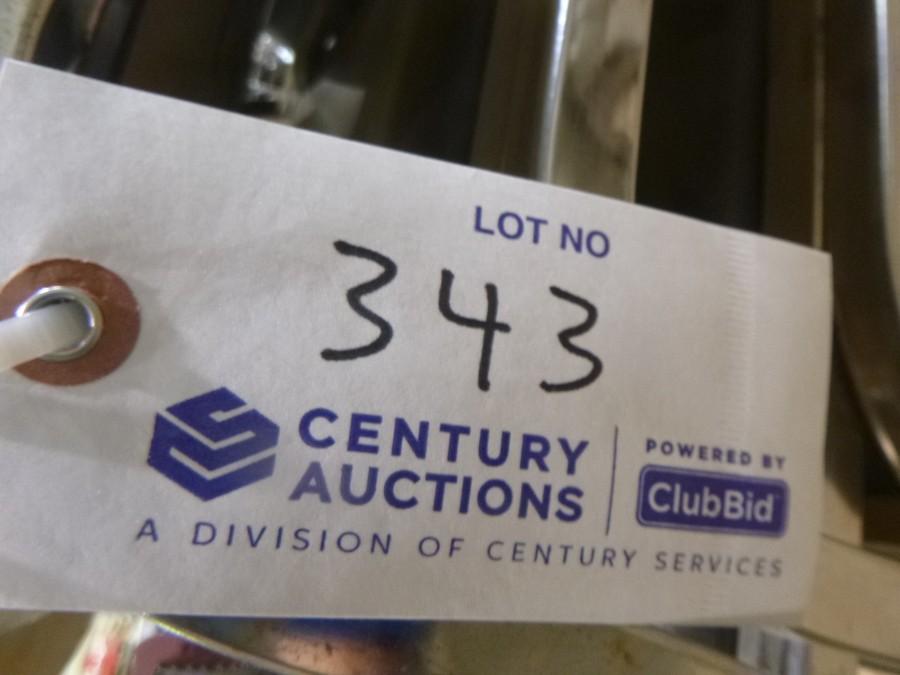 LOT NO
343
CENTURY
AUCTIONS
POWERED BY
ClubBid
A DIVISION OF CENTURY SERVICES